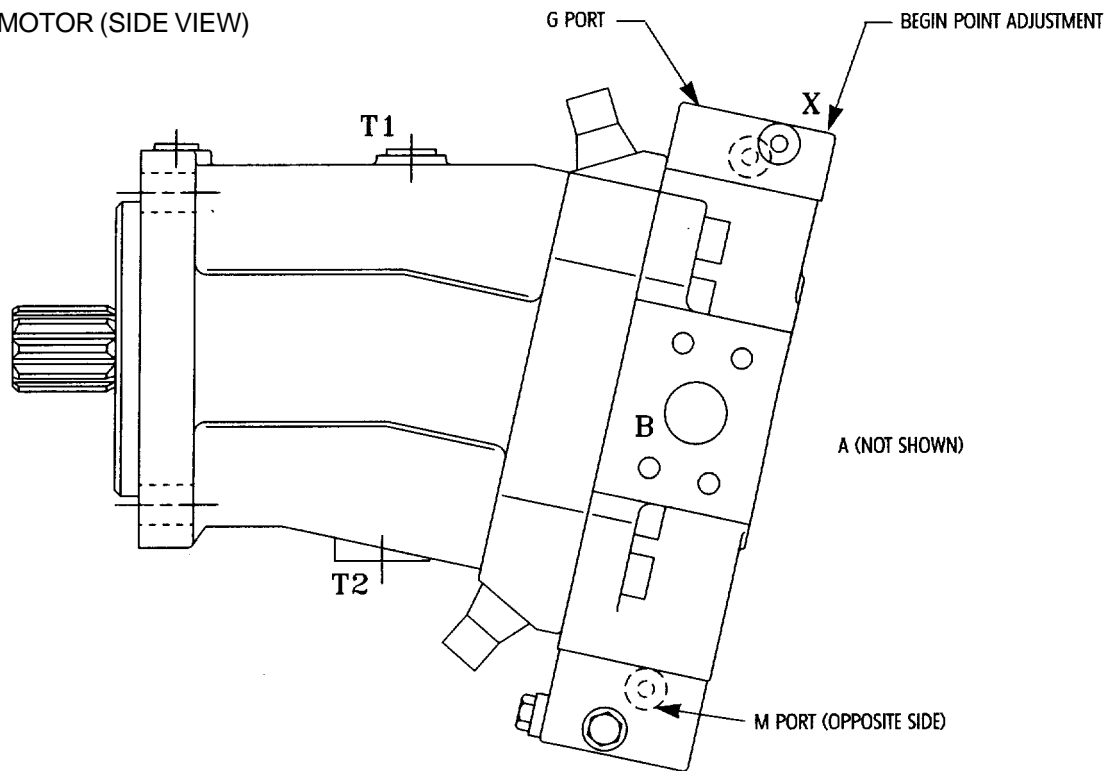 MOTOR (SIDE VIEW)
G PORT
BEGIN POINT ADJUSTMENT
X
T1
B
A (NOT SHOWN)
T2
M PORT (OPPOSITE SIDE)